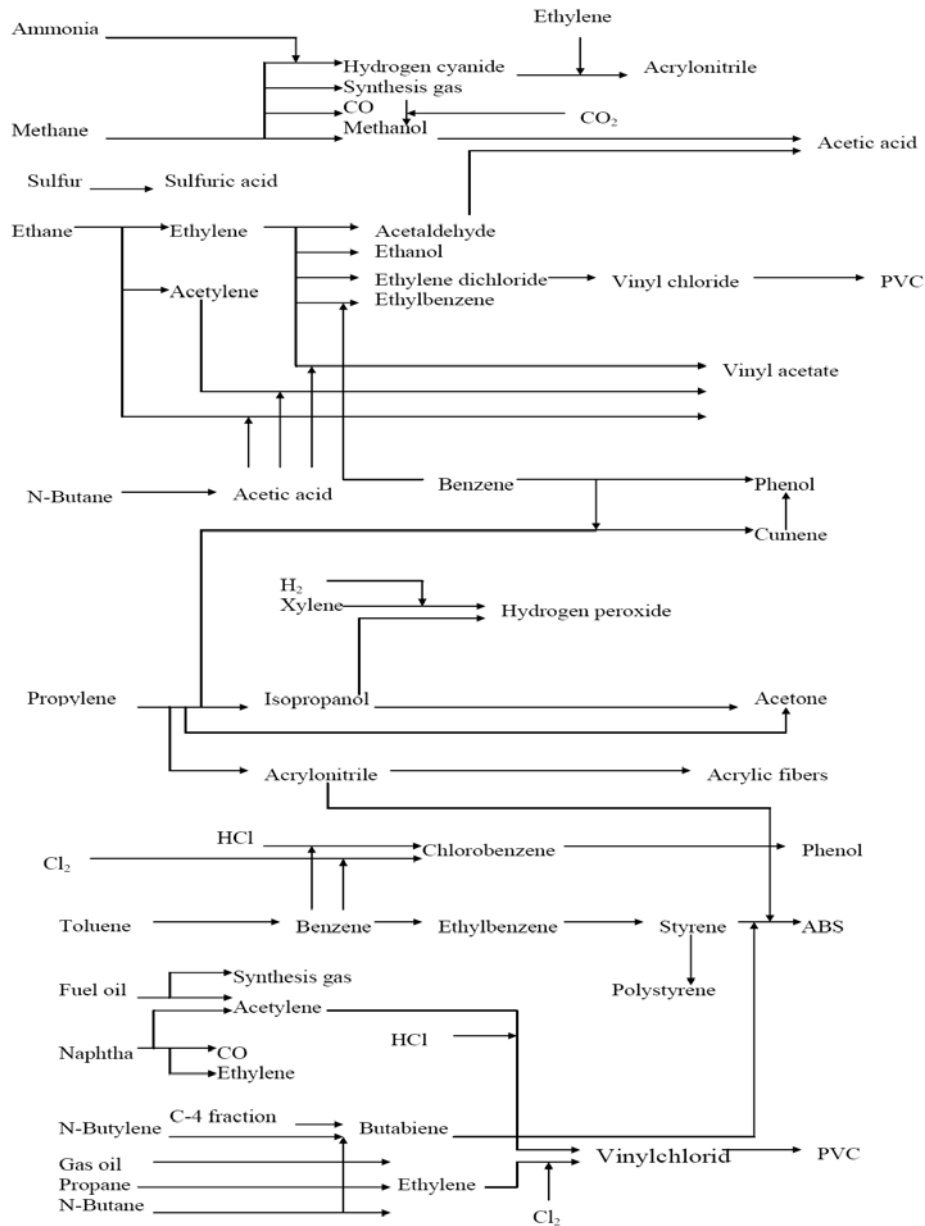 Ethylene
Ammonia
Hydrogen cyanide Acrylonitrile
Synthesis gas
CO
CO₂
Methane Methanol
Acetic acid
Sulfur Sulfuric acid
Ethane Ethylene Acetaldehyde
Ethanol
Ethylene dichloride Vinyl chloride PVC
Acetylene
Ethylbenzene
Vinyl acetate
Benzene Phenol
N-Butane Acetic acid
Cumene
H₂
Xylene
Hydrogen peroxide
Propylene Isopropanol Acetone
Acrylonitrile Acrylic fibers
HCl
Chlorobenzene Phenol
Cl₂
Toluene Benzene Ethylbenzene Styrene ABS
Synthesis gas
Fuel oil Polystyrene
Acetylene
HCl
Naphtha CO
Ethylene
C-4 fraction
N-Butylene Butabiene
Vinylchlorid PVC
Gas oil
Propane Ethylene
N-Butane
Cl₂